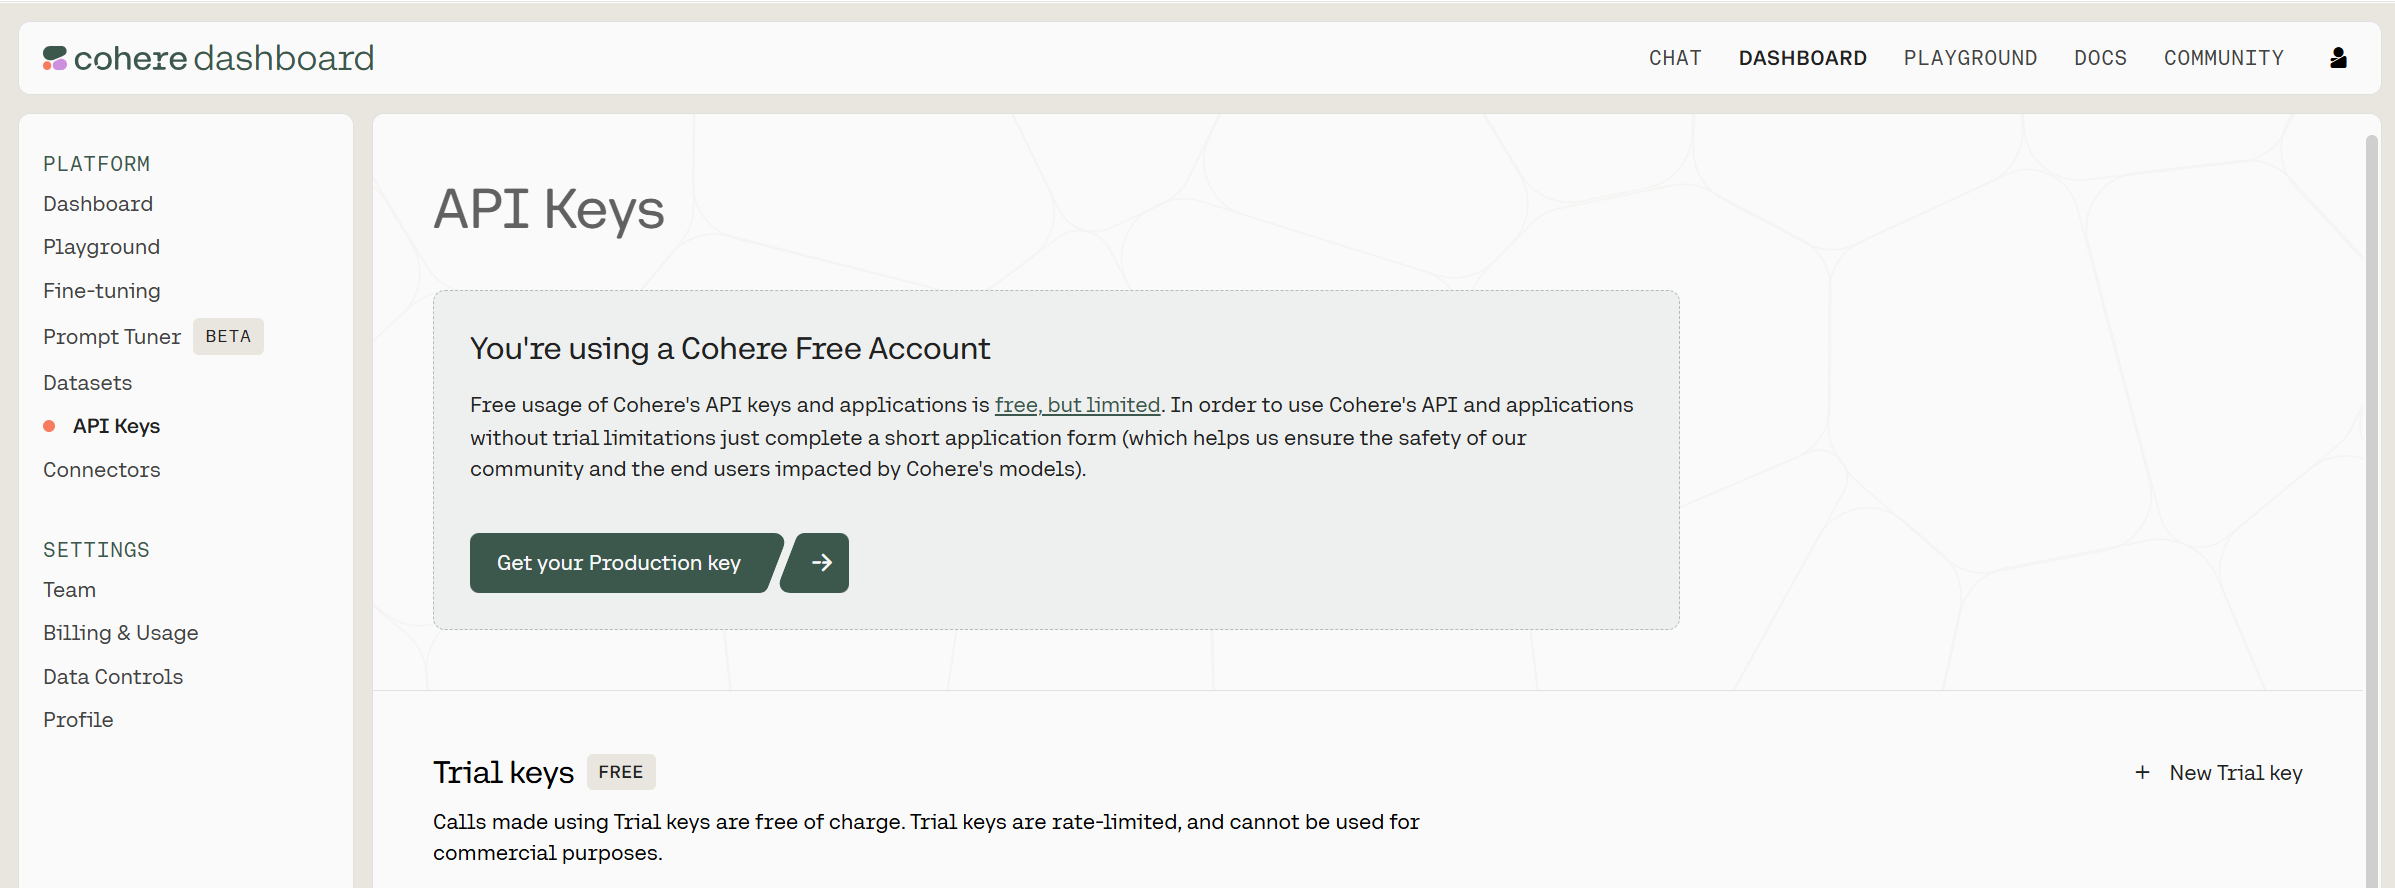 cohere dashboard
CHAT
DASHBOARD
PLAYGROUND
DOCS
COMMUNITY
PLATFORM
Dashboard
Playground
Fine-tuning
Prompt Tuner BETA
Datasets
API Keys
Connectors
SETTINGS
Team
Billing & Usage
Data Controls
Profile
API Keys
You're using a Cohere Free Account
Free usage of Cohere's API keys and applications is free, but limited. In order to use Cohere's API and applications
without trial limitations just complete a short application form (which helps us ensure the safety of our
community and the end users impacted by Cohere's models).
Get your Production key
Trial keys FREE
+ New Trial key
Calls made using Trial keys are free of charge. Trial keys are rate-limited, and cannot be used for
commercial purposes.